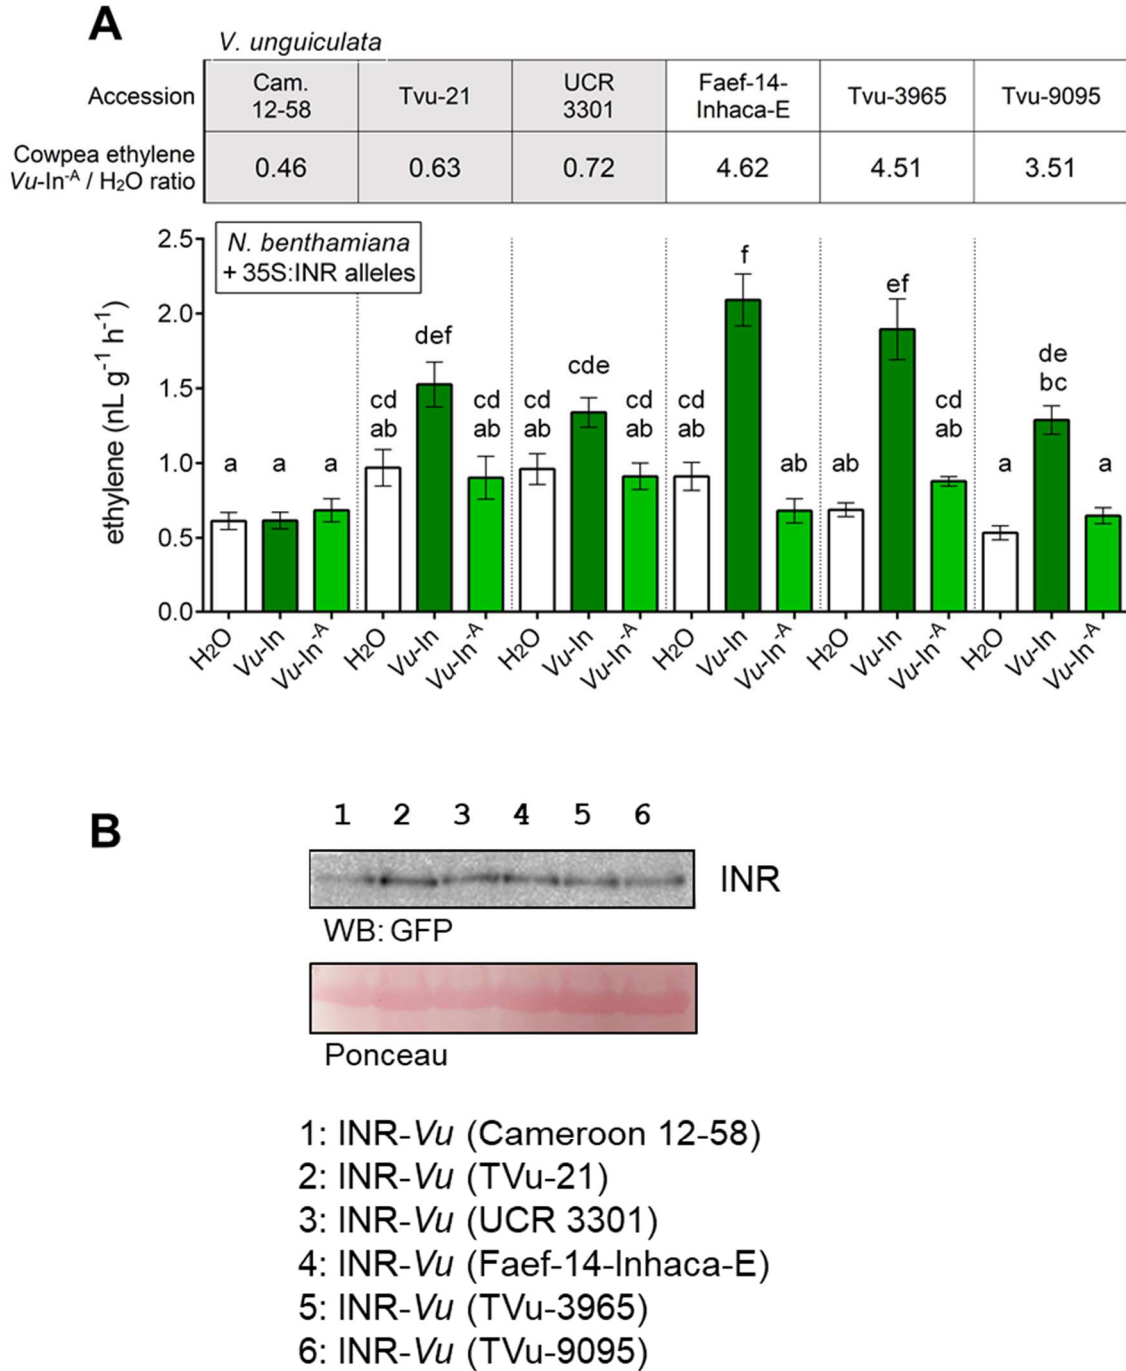 A
V. unguiculata
Accession Cam. 12-58 Tvu-21 UCR 3301 Faef-14-Inhaca-E Tvu-3965 Tvu-9095
Cowpea ethylene Vu-In-A / H2O ratio 0.46 0.63 0.72 4.62 4.51 3.51
N. benthamiana
+ 35S:INR alleles
ethylene (nL g-1 h-1)
2.5
2.0
1.5
1.0
0.5
0.0
a a a
cd ab def cd ab
cd ab cde cd ab
cd ab f ab
ab ef cd ab
a de bc a
H2O Vu-In Vu-In-A H2O Vu-In Vu-In-A H2O Vu-In Vu-In-A H2O Vu-In Vu-In-A H2O Vu-In Vu-In-A H2O Vu-In Vu-In-A
B
1 2 3 4 5 6
INR
WB: GFP
Ponceau
1: INR-Vu (Cameroon 12-58)
2: INR-Vu (TVu-21)
3: INR-Vu (UCR 3301)
4: INR-Vu (Faef-14-Inhaca-E)
5: INR-Vu (TVu-3965)
6: INR-Vu (TVu-9095)